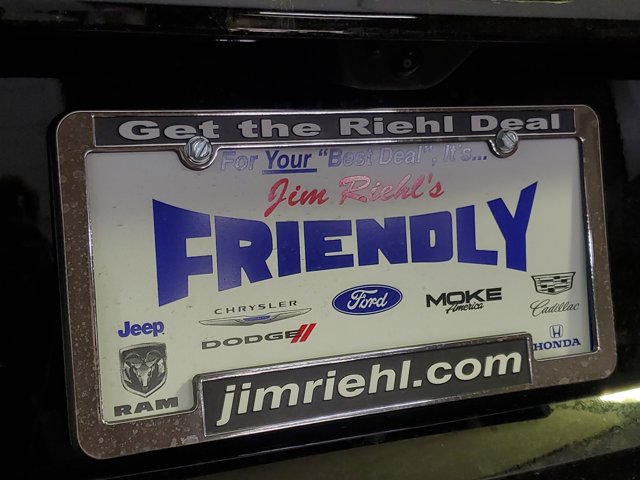 Get the Riehl Deal
For Your "Best Deal", It's...
Jim Riehl's
FRIENDLY
CHRYSLER
Ford
MOKE
America
Cadillac
Jeep
DODGE
HONDA
RAM
jimriehl.com